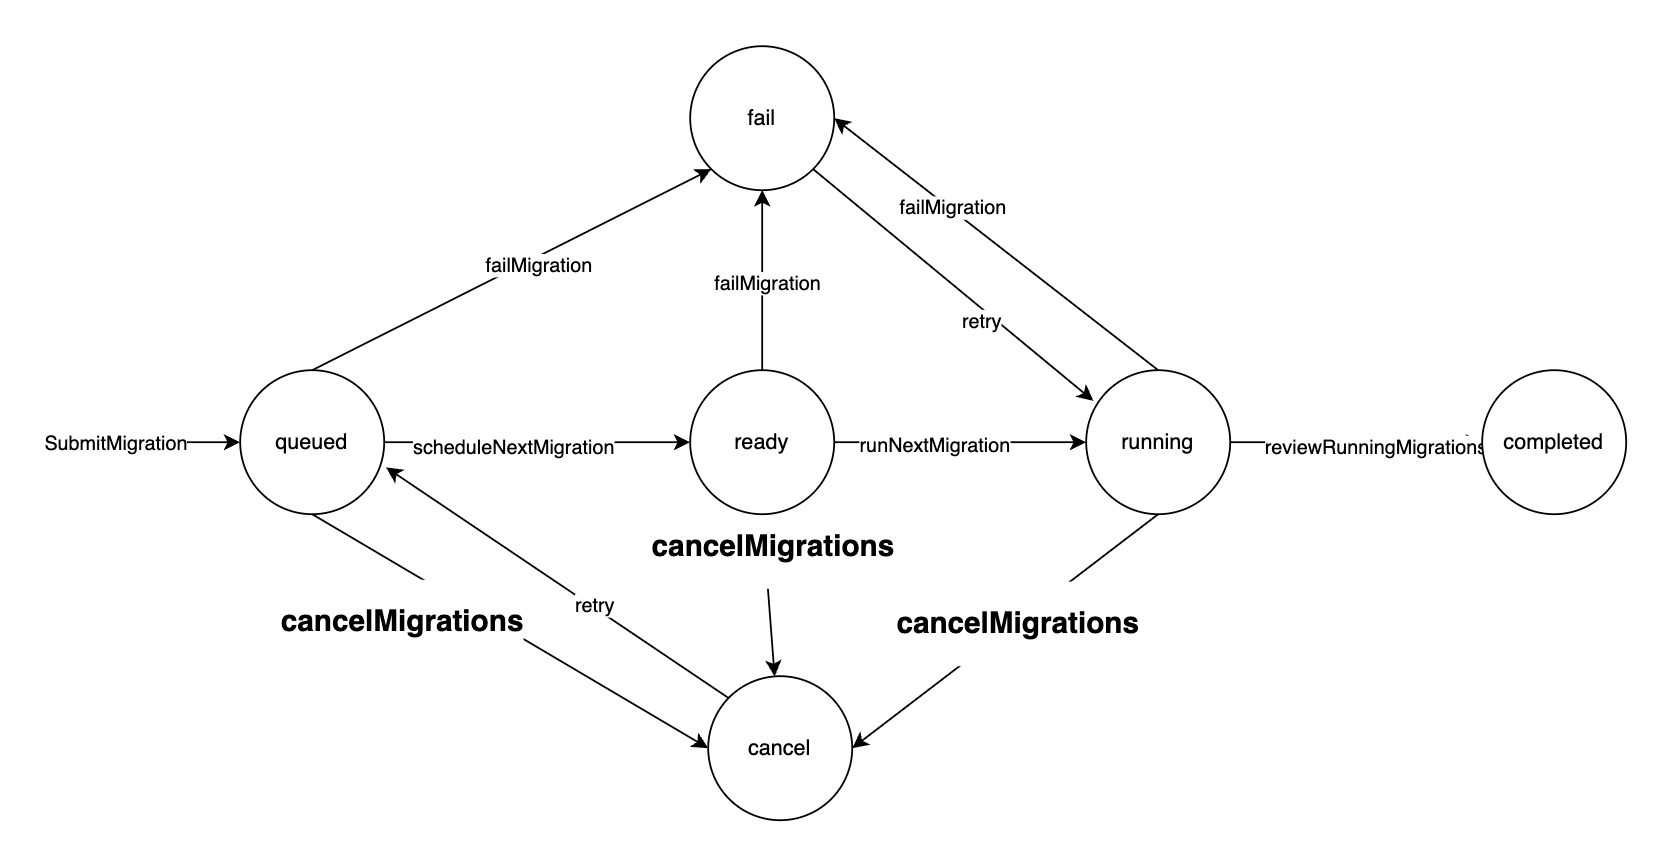 fail
failMigration
failMigration
failMigration
retry
SubmitMigration
queued
scheduleNextMigration
ready
runNextMigration
running
reviewRunningMigrations
completed
cancelMigrations
retry
cancelMigrations
cancelMigrations
cancel